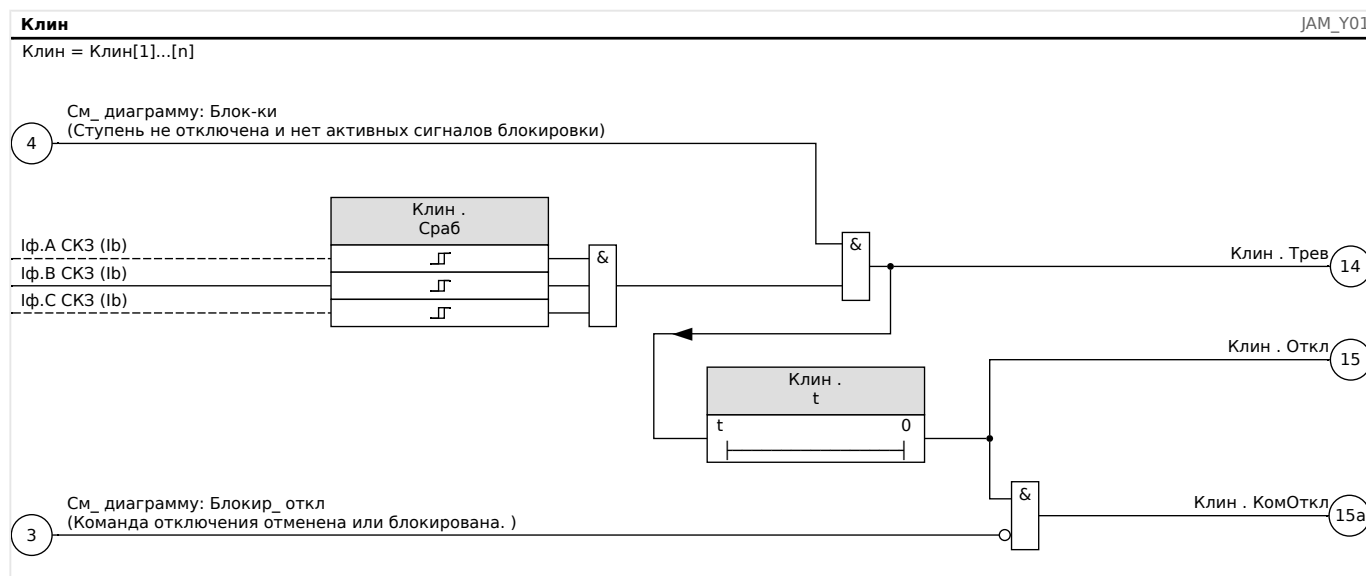 Клин
JAM_Y01
Клин = Клин[1]...[n]
См_ диаграмму: Блок-ки
(Ступень не отключена и нет активных сигналов блокировки)
4
Клин .
Сраб
Iф.A СКЗ (Ib)
Iф.B СКЗ (Ib)
Iф.C СКЗ (Ib)
&
&
Клин . Трев
14
Клин . Откл
15
Клин .
t
t 0
См_ диаграмму: Блокир_ откл
(Команда отключения отменена или блокирована. )
3
&
Клин . КомОткл
15a